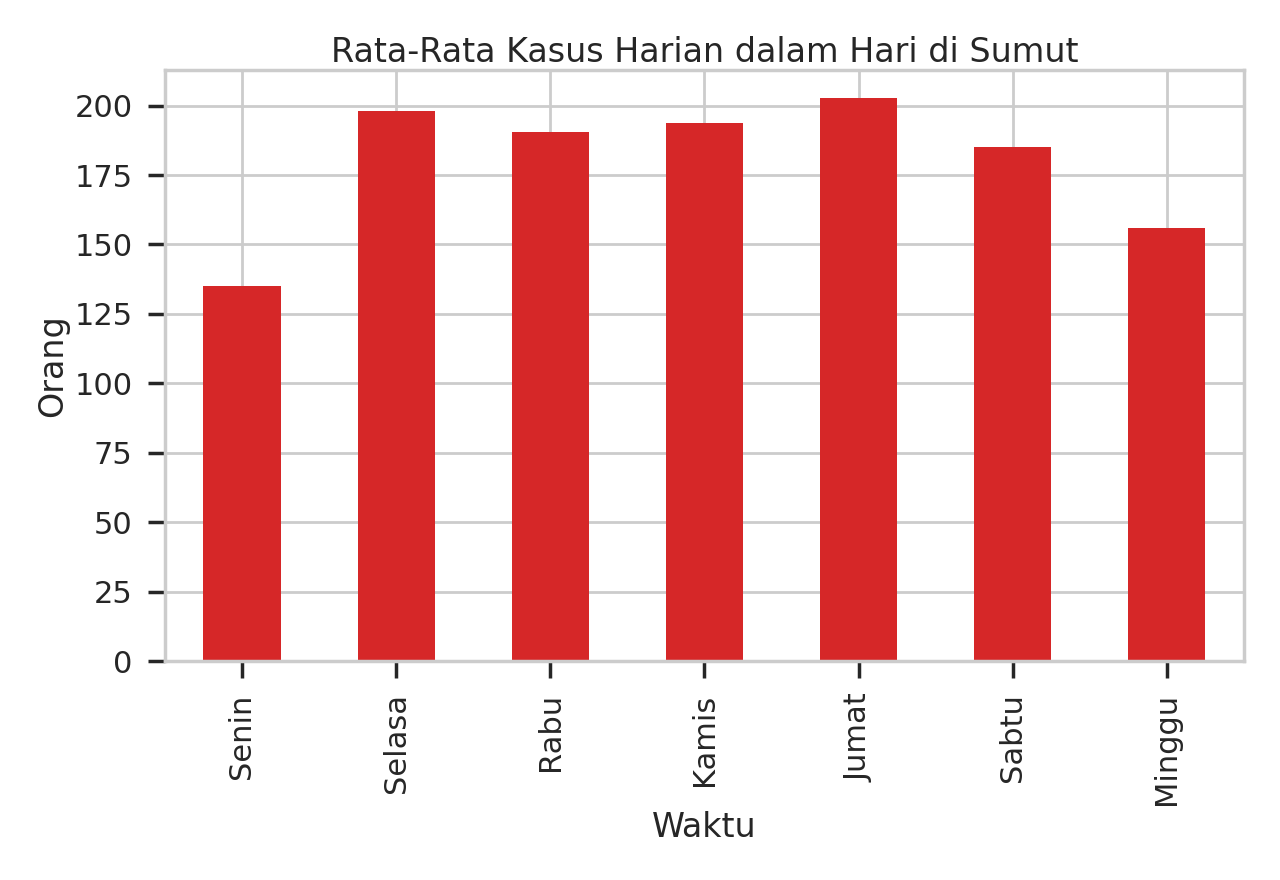 Rata-Rata Kasus Harian dalam Hari di Sumut
Orang
200
175
150
125
100
75
50
25
0
Senin
Selasa
Rabu
Kamis
Jumat
Sabtu
Minggu
Waktu